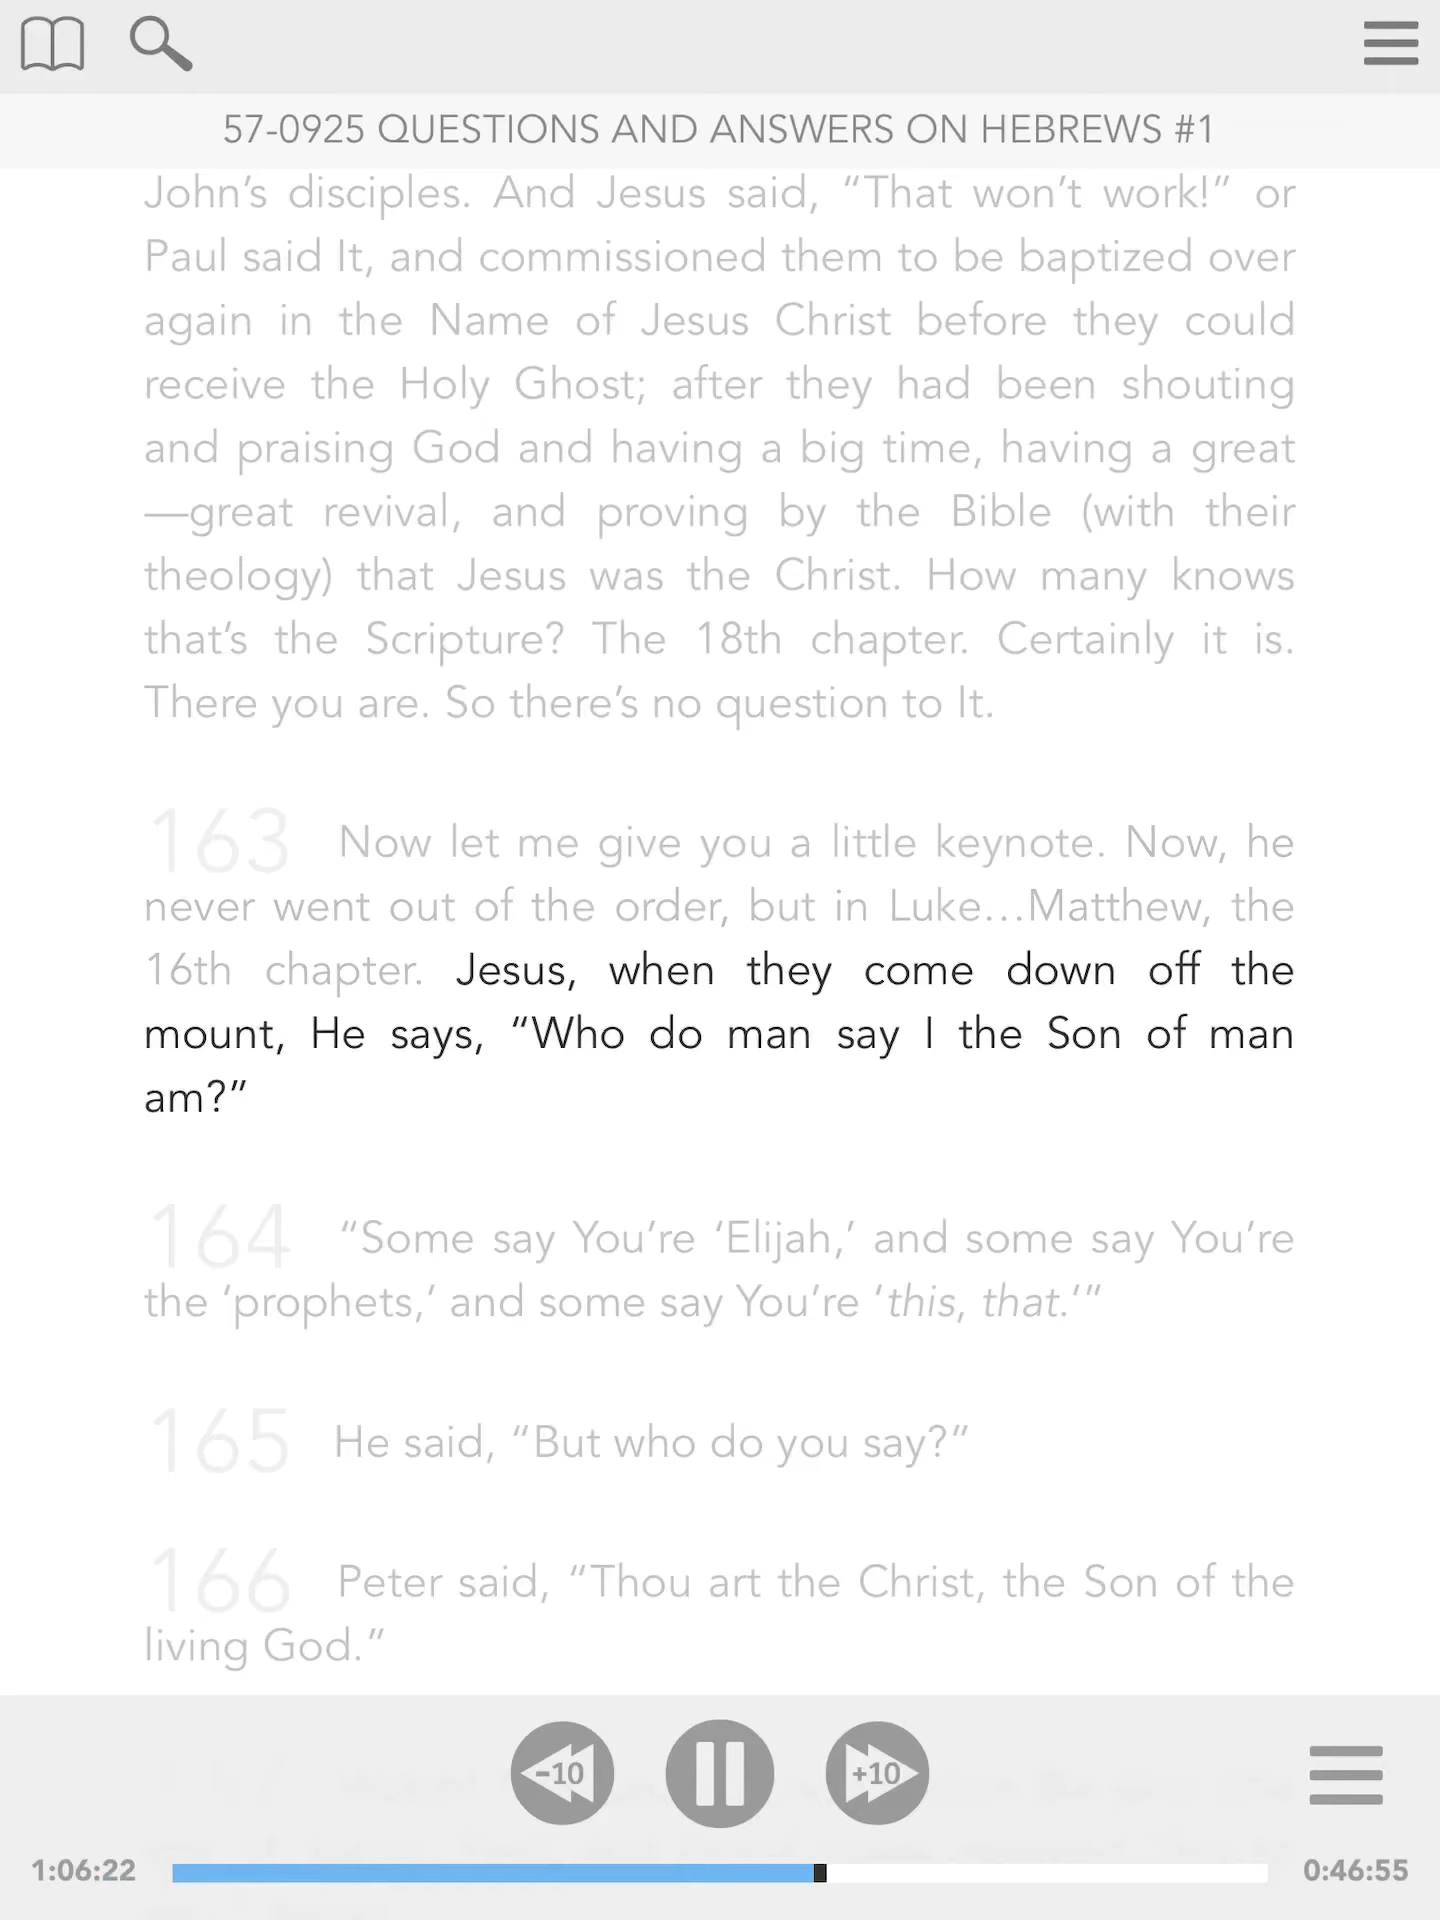 57-0925 QUESTIONS AND ANSWERS ON HEBREWS #1
John’s disciples. And Jesus said, “That won’t work!” or
Paul said It, and commissioned them to be baptized over
again in the Name of Jesus Christ before they could
receive the Holy Ghost; after they had been shouting
and praising God and having a big time, having a great
—great revival, and proving by the Bible (with their
theology) that Jesus was the Christ. How many knows
that’s the Scripture? The 18th chapter. Certainly it is.
There you are. So there’s no question to It.
163 Now let me give you a little keynote. Now, he
never went out of the order, but in Luke…Matthew, the
16th chapter. Jesus, when they come down off the
mount, He says, “Who do man say I the Son of man
am?”
164 “Some say You’re ‘Elijah,’ and some say You’re
the ‘prophets,’ and some say You’re ‘this, that.’”
165 He said, “But who do you say?”
166 Peter said, “Thou art the Christ, the Son of the
living God.”
-10 +10
1:06:22 0:46:55